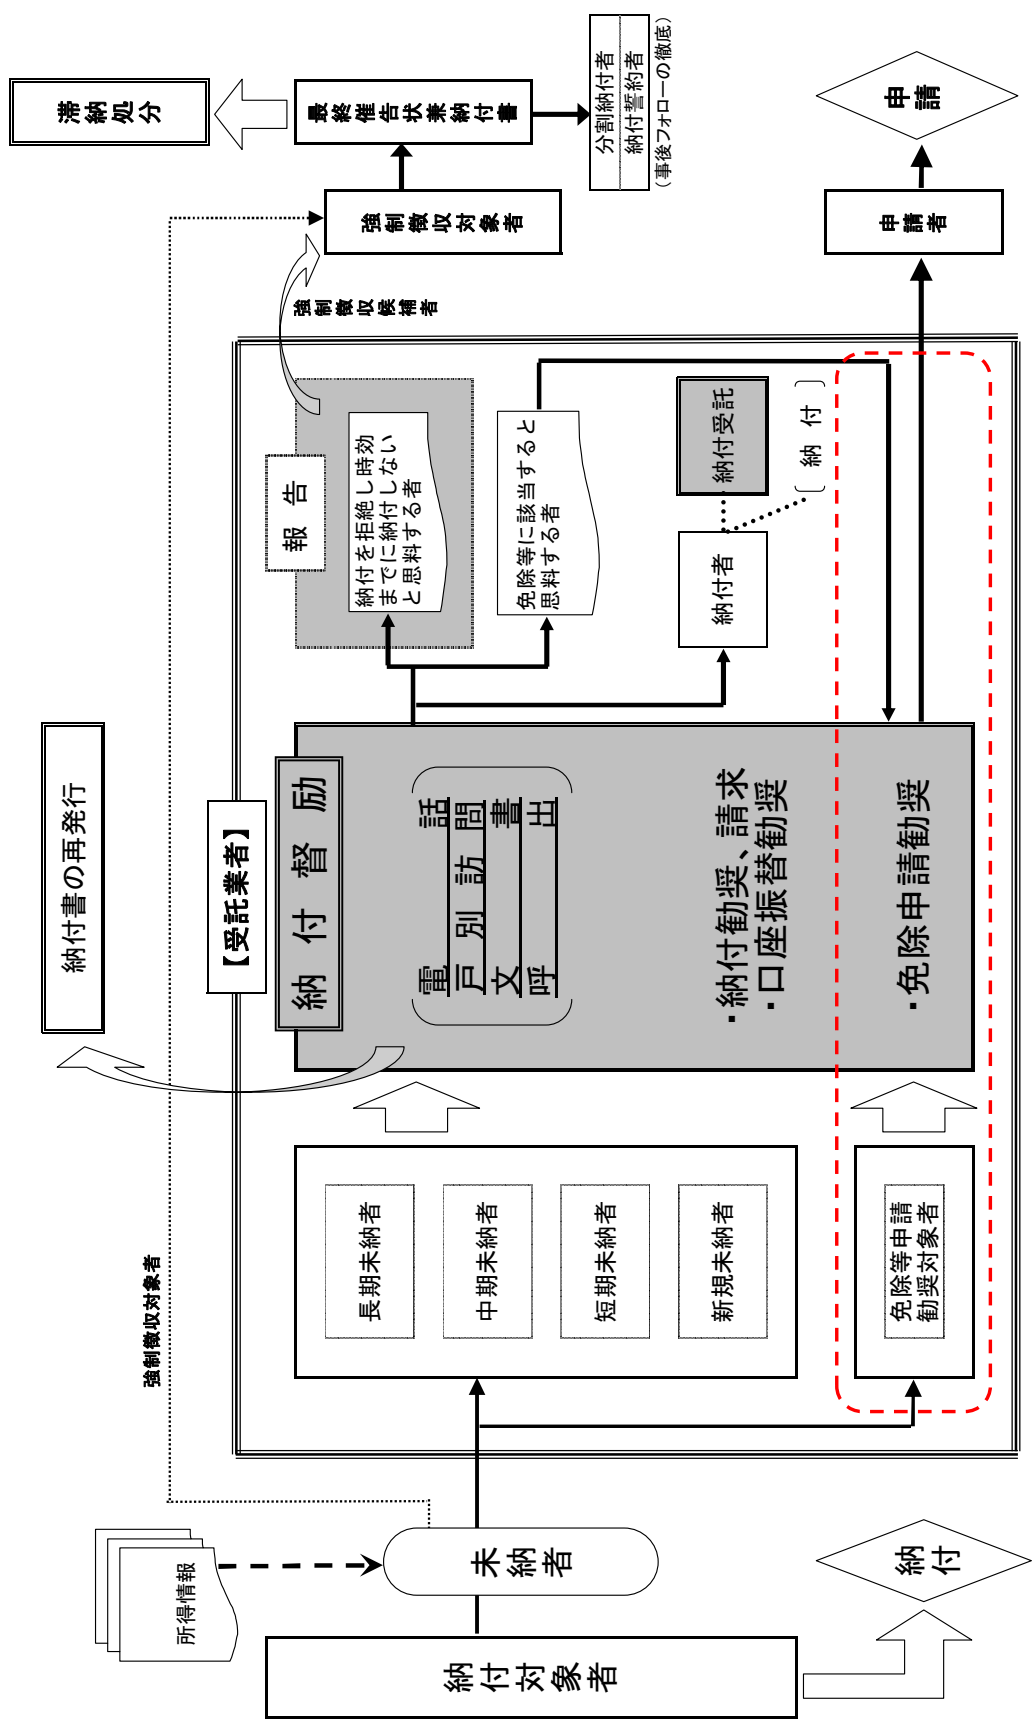 納付対象者
納付
所得情報
未納者
強制徴収対象者
長期未納者
中期未納者
短期未納者
新規未納者
免除等申請
勧奨対象者
納付書の再発行
【受託業者】
納付督励
電話
戸別訪問
文書
呼出
・納付勧奨、請求
・口座振替勧奨
・免除申請勧奨
報告
納付を拒絶し時効
までに納付しない
と思料する者
免除等に該当すると
思料する者
納付者
納付受託
〔納付〕
強制徴収候補者
強制徴収対象者
最終催告状兼納付書
滞納処分
分割納付者
納付誓約者
（事後フォローの徹底）
申請者
申請